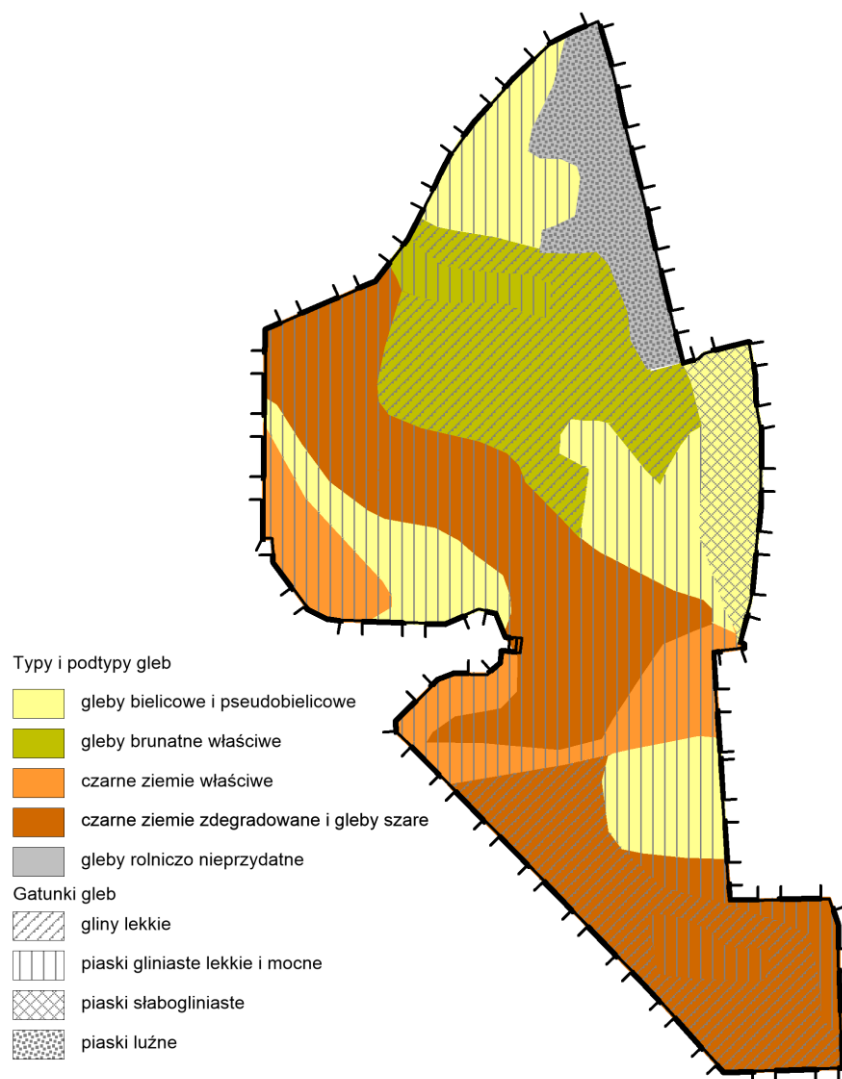 Typy i podtypy gleb
gleby bielicowe i pseudobielicowe
gleby brunatne właściwe
czarne ziemie właściwe
czarne ziemie zdegradowane i gleby szare
gleby rolniczo nieprzydatne
Gatunki gleb
gliny lekkie
piaski gliniaste lekkie i mocne
piaski słabogliniaste
piaski luźne